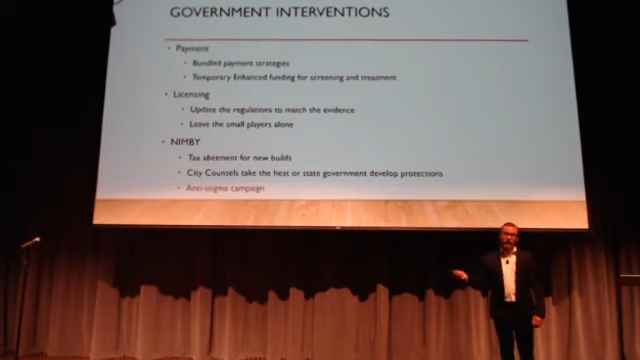 GOVERNMENT INTERVENTIONS
• Payment
• Bundled payment strategies
• Temporary Enhanced funding for screening and treatment
• Licensing
• Update the regulations to match the evidence
• Leave the small players alone
• NIMBY
• Tax abetment for new builds
• City Counsels take the heat or state government develop protections
• Anti-stigma campaign